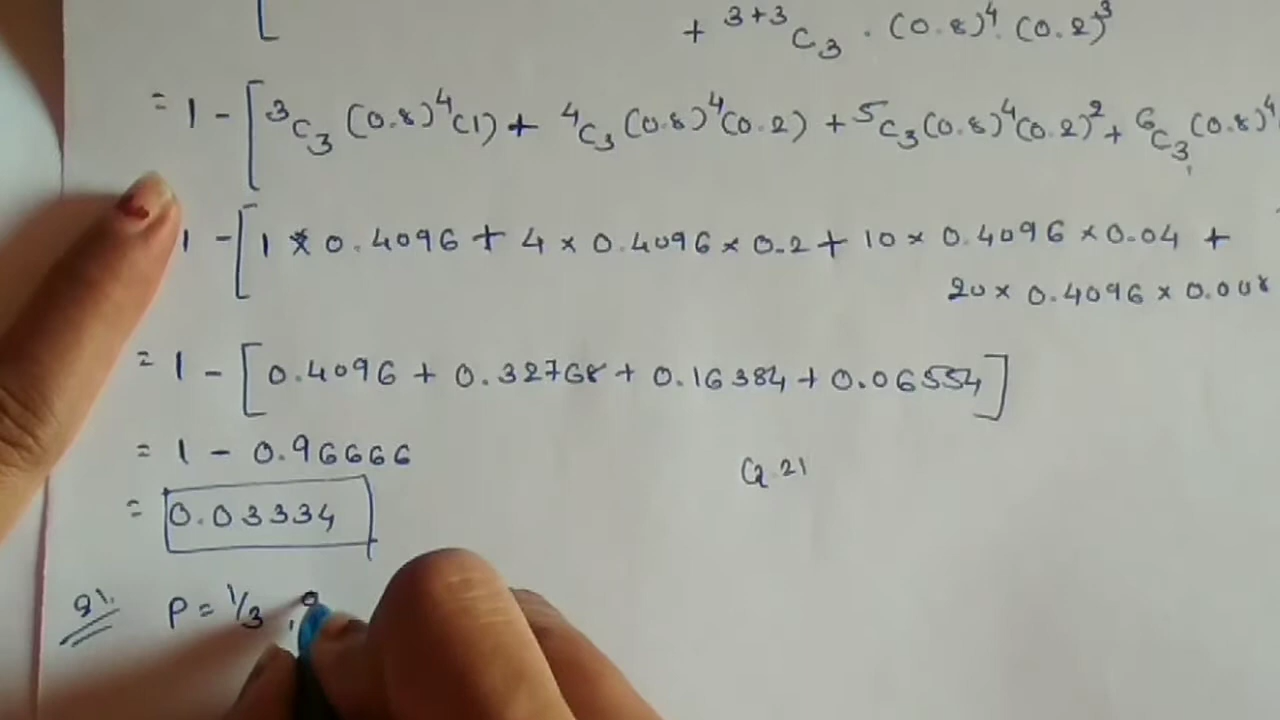 [
+ ³⁺³C₃ · (0.8)⁴ · (0.2)³
= 1 - [ ³C₃ (0.8)⁴(1) + ⁴C₃ (0.8)⁴(0.2) + ⁵C₃(0.8)⁴(0.2)² + ⁶C₃ (0.8)⁴
1 - [ 1 × 0.4096 + 4 × 0.4096 × 0.2 + 10 × 0.4096 × 0.04 +
20 × 0.4096 × 0.008
= 1 - [ 0.4096 + 0.32768 + 0.16384 + 0.06554 ]
= 1 - 0.96666
Q.21
= 0.03334
P = 1/3 ,